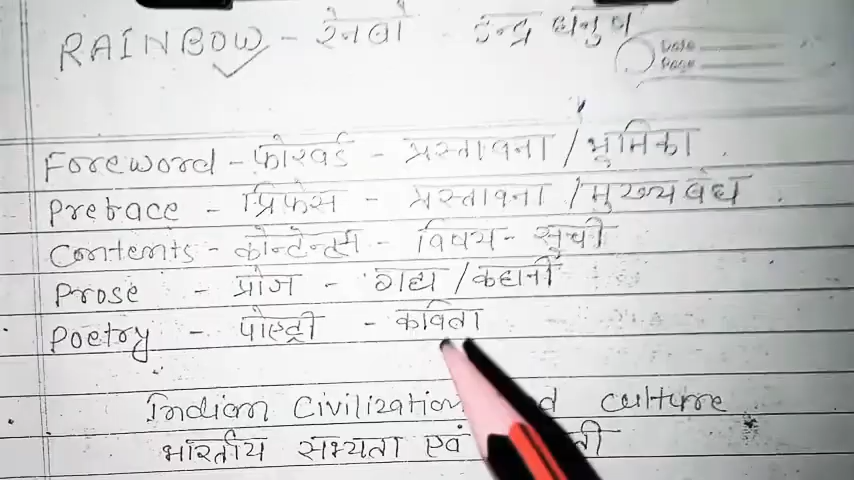 RAINBOW - रेनबो - इन्द्र धनुष
Date
Page
Foreword - फोरवर्ड - प्रस्तावना / भूमिका
Preface - प्रिफेस - प्रस्तावना / मुख्यबंध
Contents - कोन्टेन्टस - विषय - सूची
Prose - प्रोज - गद्य / कहानी
Poetry - पोएट्री - कविता
Indian Civilization culture
भारतीय सभ्यता एवं